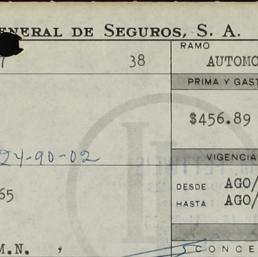 GENERAL DE SEGUROS, S. A.
38
RAMO
AUTOMO
PRIMA Y GAST
$456.89
24-90-02
VIGENCIA
65
DESDE AGO/
HASTA AGO/
M.N. ,
CONCE